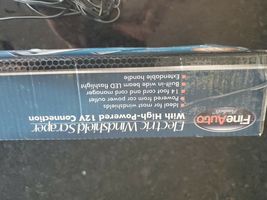 FineAuto
Products
Electric Windshield Scraper
With High-Powered 12V
Connection
Ideal for most windshields
Powered from car power outlet
14 foot cord and cord manager
Built-in wide beam LED flashlight
Extendable handle